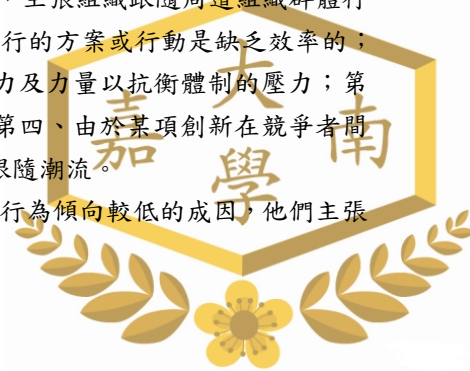 ，主張組織跟隨周遭組織群體行
行的方案或行動是缺乏效率的；
力及力量以抗衡體制的壓力；第
第四、由於某項創新在競爭者間
跟隨潮流。
行為傾向較低的成因，他們主張
大
嘉 南
學